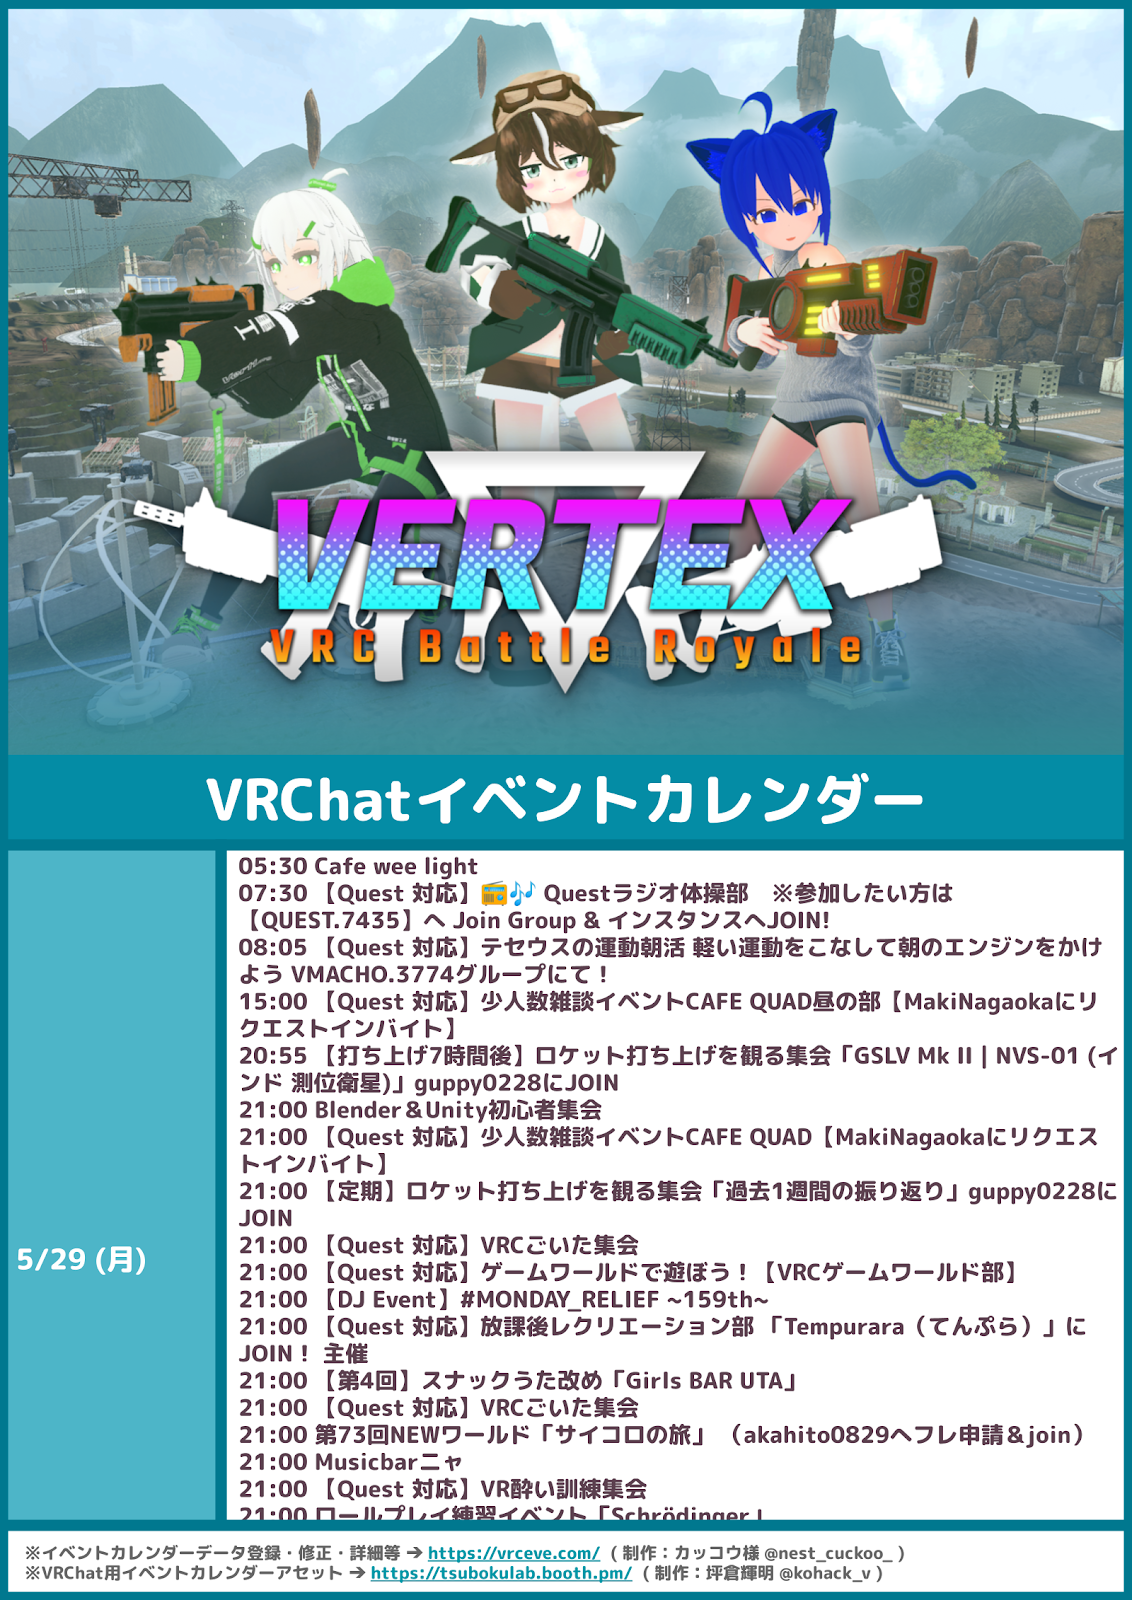 VERTEX
VRC Battle Royale
VRChatイベントカレンダー
5/29 (月)
05:30 Cafe wee light
07:30 【Quest 対応】📻🎶 Questラジオ体操部　※参加したい方は
【QUEST.7435】へ Join Group & インスタンスへJOIN!
08:05 【Quest 対応】テセウスの運動朝活 軽い運動をこなして朝のエンジンをかけ
よう VMACHO.3774グループにて！
15:00 【Quest 対応】少人数雑談イベントCAFE QUAD昼の部【MakiNagaokaにリ
クエストインバイト】
20:55 【打ち上げ7時間後】ロケット打ち上げを観る集会「GSLV Mk II | NVS-01 (イ
ンド 測位衛星)」guppy0228にJOIN
21:00 Blender＆Unity初心者集会
21:00 【Quest 対応】少人数雑談イベントCAFE QUAD【MakiNagaokaにリクエス
トインバイト】
21:00 【定期】ロケット打ち上げを観る集会「過去1週間の振り返り」guppy0228に
JOIN
21:00 【Quest 対応】VRCごいた集会
21:00 【Quest 対応】ゲームワールドで遊ぼう！【VRCゲームワールド部】
21:00 【DJ Event】#MONDAY_RELIEF ~159th~
21:00 【Quest 対応】放課後レクリエーション部 「Tempurara（てんぷら）」に
JOIN！ 主催
21:00 【第4回】スナックうた改め「Girls BAR UTA」
21:00 【Quest 対応】VRCごいた集会
21:00 第73回NEWワールド「サイコロの旅」 （akahito0829へフレ申請＆join）
21:00 Musicbarニャ
21:00 【Quest 対応】VR酔い訓練集会
21:00 ロールプレイ練習イベント「Schrödinger」
※イベントカレンダーデータ登録・修正・詳細等 ➔ https://vrceve.com/ ( 制作：カッコウ様 @nest_cuckoo_ )
※VRChat用イベントカレンダーアセット ➔ https://tsubokulab.booth.pm/ ( 制作：坪倉輝明 @kohack_v )